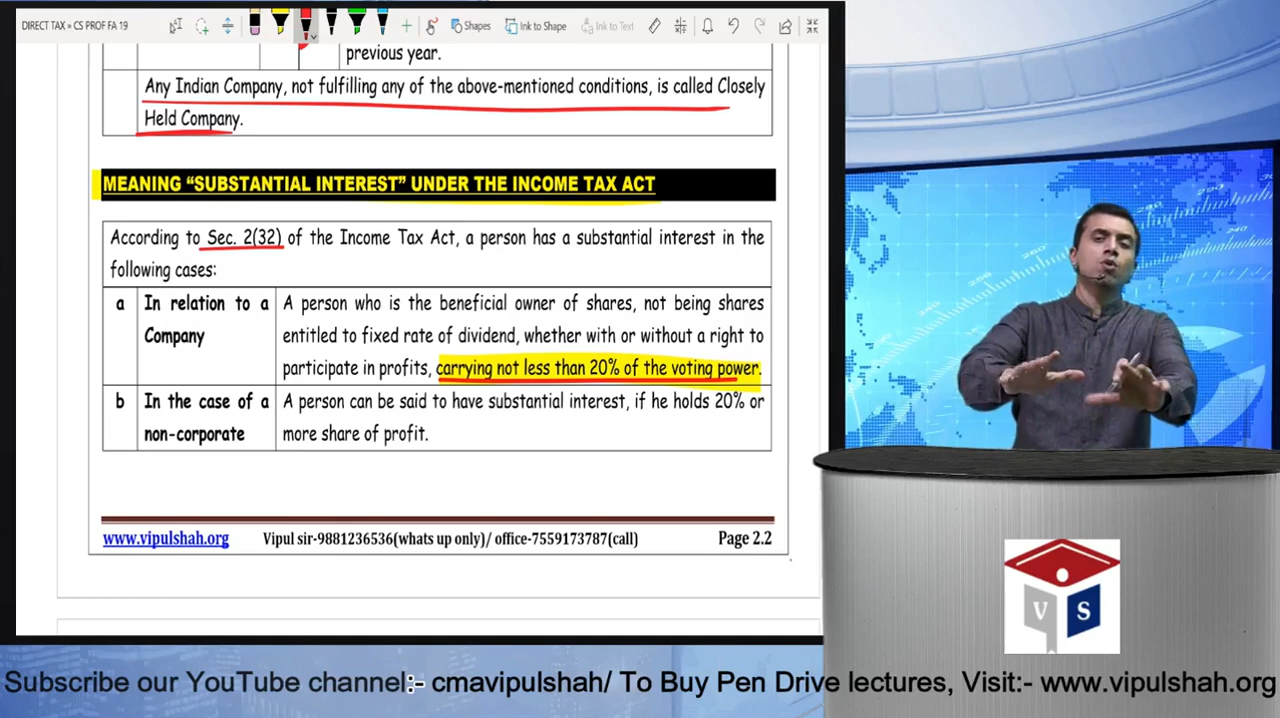 DIRECT TAX » CS PROF FA 19
Shapes
Ink to Shape
Ink to Text
previous year.
Any Indian Company, not fulfilling any of the above-mentioned conditions, is called Closely
Held Company.
MEANING “SUBSTANTIAL INTEREST” UNDER THE INCOME TAX ACT
According to Sec. 2(32) of the Income Tax Act, a person has a substantial interest in the
following cases:
a In relation to a Company
A person who is the beneficial owner of shares, not being shares
entitled to fixed rate of dividend, whether with or without a right to
participate in profits, carrying not less than 20% of the voting power.
b In the case of a non-corporate
A person can be said to have substantial interest, if he holds 20% or
more share of profit.
www.vipulshah.org Vipul sir-9881236536(whats up only)/ office-7559173787(call) Page 2.2
V S
Subscribe our YouTube channel:- cmavipulshah/ To Buy Pen Drive lectures, Visit:- www.vipulshah.org